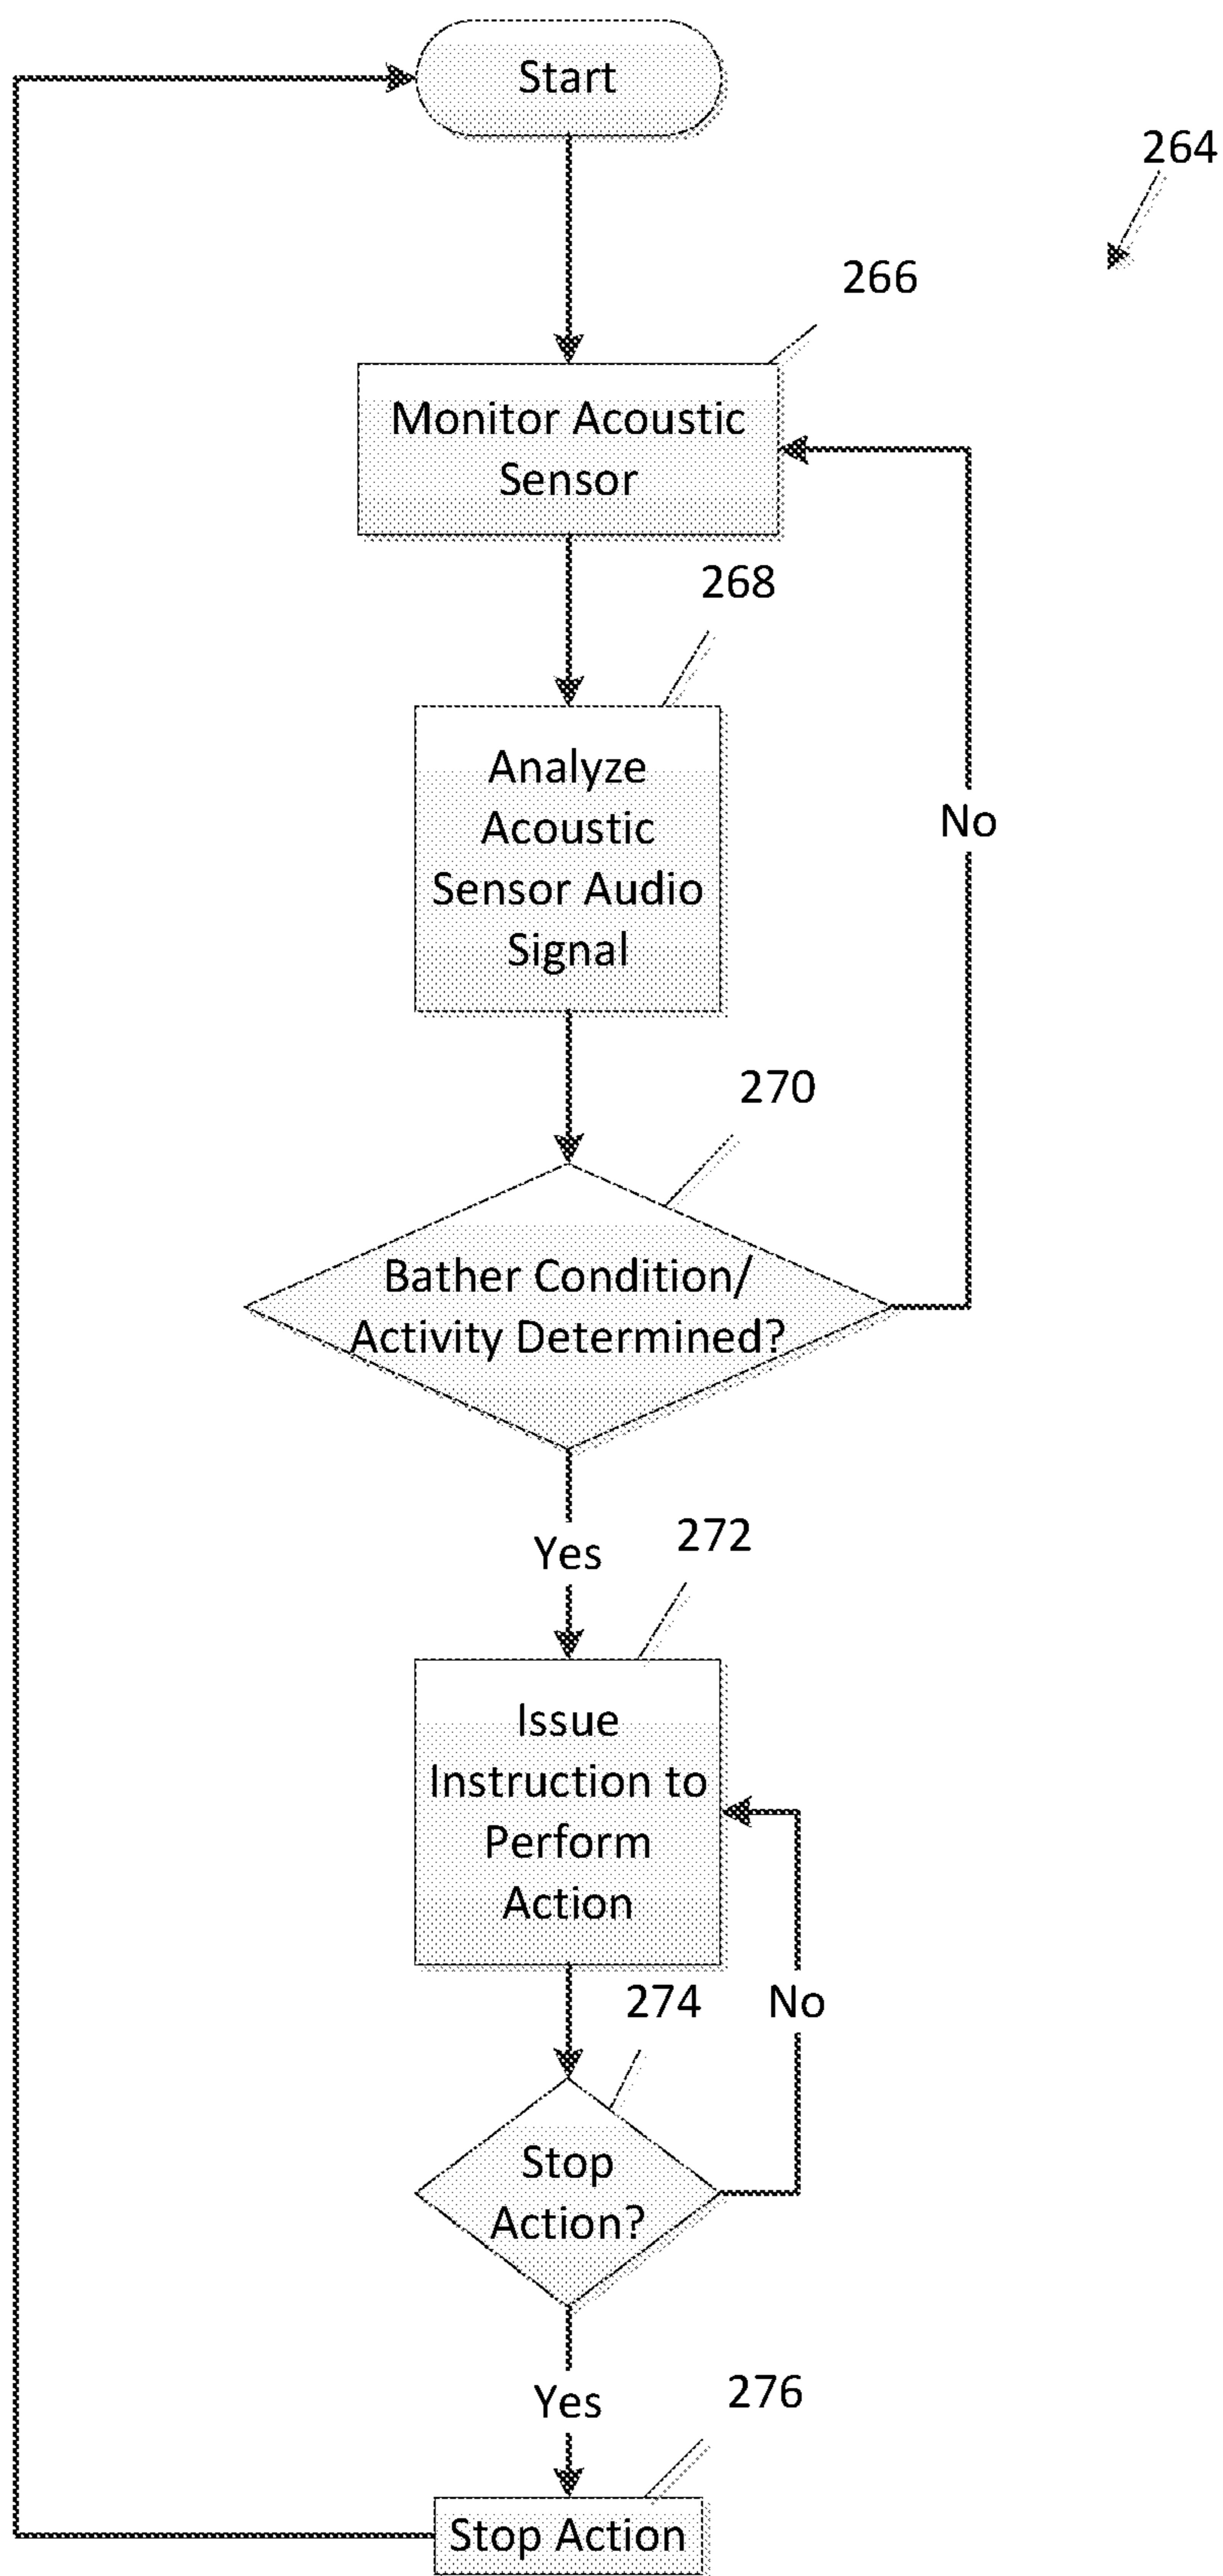 Start
264
266
Monitor Acoustic
Sensor
268
Analyze
Acoustic
Sensor Audio
Signal
No
270
Bather Condition/
Activity Determined?
Yes
272
Issue
Instruction to
Perform
Action
274
No
Stop
Action?
Yes
276
Stop Action